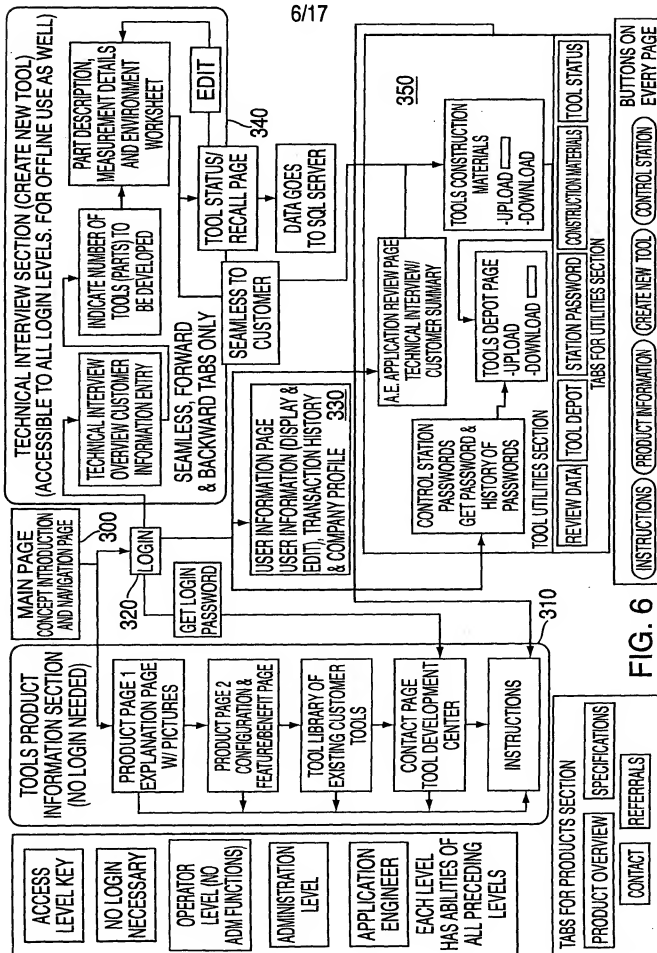 6/17
ACCESS
LEVEL KEY
NO LOGIN
NECESSARY
OPERATOR
LEVEL (NO
ADM FUNCTIONS)
ADMINISTRATION
LEVEL
APPLICATION
ENGINEER
EACH LEVEL
HAS ABILITIES OF
ALL PRECEDING
LEVELS
TOOLS PRODUCT
INFORMATION SECTION
(NO LOGIN NEEDED)
PRODUCT PAGE 1
EXPLANATION PAGE
W/ PICTURES
PRODUCT PAGE 2
CONFIGURATION &
FEATURE/BENEFIT PAGE
TOOL LIBRARY OF
EXISTING CUSTOMER
TOOLS
CONTACT PAGE
TOOL DEVELOPMENT
CENTER
INSTRUCTIONS
310
MAIN PAGE
CONCEPT INTRODUCTION
AND NAVIGATION PAGE
300
LOGIN
320
GET LOGIN
PASSWORD
TECHNICAL INTERVIEW SECTION (CREATE NEW TOOL)
(ACCESSIBLE TO ALL LOGIN LEVELS. FOR OFFLINE USE AS WELL)
TECHNICAL INTERVIEW
OVERVIEW CUSTOMER
INFORMATION ENTRY
INDICATE NUMBER OF
TOOLS (PARTS) TO
BE DEVELOPED
PART DESCRIPTION,
MEASUREMENT DETAILS
AND ENVIRONMENT
WORKSHEET
SEAMLESS, FORWARD
& BACKWARD TABS ONLY
EDIT
340
TOOL STATUS/
RECALL PAGE
DATA GOES
TO SQL SERVER
SEAMLESS TO
CUSTOMER
USER INFORMATION PAGE
USER INFORMATION (DISPLAY &
EDIT), TRANSACTION HISTORY
& COMPANY PROFILE
330
350
A.E. APPLICATION REVIEW PAGE
TECHNICAL INTERVIEW/
CUSTOMER SUMMARY
TOOLS CONSTRUCTION
MATERIALS
-UPLOAD
-DOWNLOAD
CONTROL STATION
PASSWORDS
GET PASSWORD &
HISTORY OF
PASSWORDS
TOOLS DEPOT PAGE
-UPLOAD
-DOWNLOAD
TOOL UTILITIES SECTION
REVIEW DATA
TOOL DEPOT
STATION PASSWORD
CONSTRUCTION MATERIALS
TOOL STATUS
TABS FOR UTILITIES SECTION
TABS FOR PRODUCTS SECTION
PRODUCT OVERVIEW
SPECIFICATIONS
CONTACT
REFERRALS
FIG. 6
INSTRUCTIONS
PRODUCT INFORMATION
CREATE NEW TOOL
CONTROL STATION
BUTTONS ON
EVERY PAGE